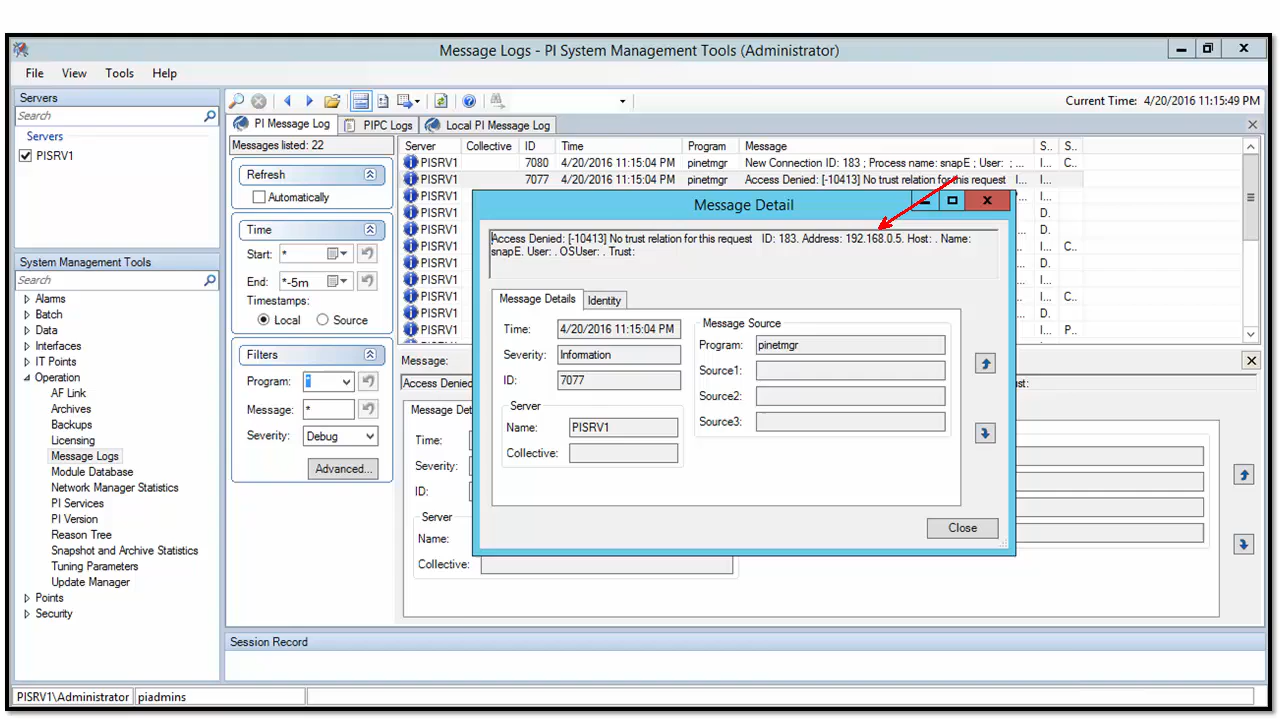 Message Logs - PI System Management Tools (Administrator)
File View Tools Help
Servers
Search
Servers
PISRV1
System Management Tools
Search
Alarms
Batch
Data
Interfaces
IT Points
Operation
AF Link
Archives
Backups
Licensing
Message Logs
Module Database
Network Manager Statistics
PI Services
PI Version
Reason Tree
Snapshot and Archive Statistics
Tuning Parameters
Update Manager
Points
Security
Current Time: 4/20/2016 11:15:49 PM
PI Message Log PIPC Logs Local PI Message Log
Messages listed: 22
Refresh
Automatically
Time
Start: *
End: *-5m
Timestamps:
Local Source
Filters
Program: *
Message: *
Severity: Debug
Advanced...
Server Collective ID Time Program Message S.. S..
PISRV1 7080 4/20/2016 11:15:04 PM pinetmgr New Connection ID: 183 ; Process name: snapE ; User: ; ... I... C..
PISRV1 7077 4/20/2016 11:15:04 PM pinetmgr Access Denied: [-10413] No trust relation for this request I... I...
PISRV1 I...
PISRV1 D.
PISRV1 D.
PISRV1 I... C..
PISRV1 D.
PISRV1 I...
PISRV1 I... C..
PISRV1 D.
PISRV1 I... P..
Message:
Access Denied st:
Message Det
Time:
Severity:
ID:
Server
Name:
Collective:
Message Detail
Access Denied: [-10413] No trust relation for this request ID: 183. Address: 192.168.0.5. Host: . Name:
snapE. User: . OSUser: . Trust:
Message Details Identity
Time: 4/20/2016 11:15:04 PM
Severity: Information
ID: 7077
Server
Name: PISRV1
Collective:
Message Source
Program: pinetmgr
Source1:
Source2:
Source3:
Close
Session Record
PISRV1\Administrator piadmins